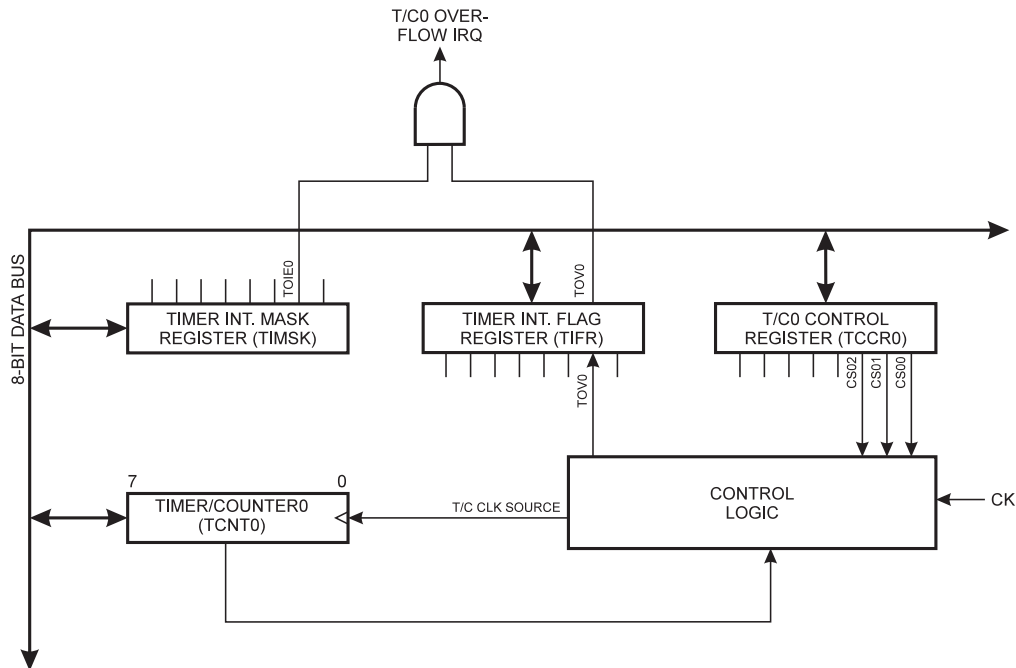 T/C0 OVER-
FLOW IRQ
8-BIT DATA BUS
TOIE0
TOV0
TIMER INT. MASK
REGISTER (TIMSK)
TIMER INT. FLAG
REGISTER (TIFR)
T/C0 CONTROL
REGISTER (TCCR0)
TOV0
CS02
CS01
CS00
7
0
TIMER/COUNTER0
(TCNT0)
T/C CLK SOURCE
CONTROL
LOGIC
CK